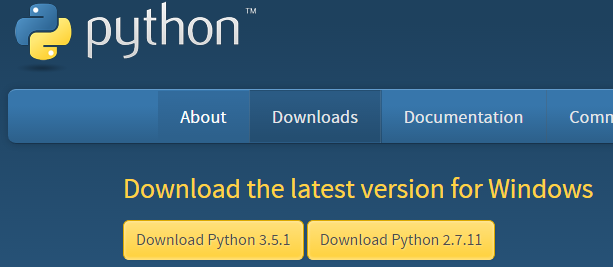 python™
About Downloads Documentation Comm
Download the latest version for Windows
Download Python 3.5.1 Download Python 2.7.11